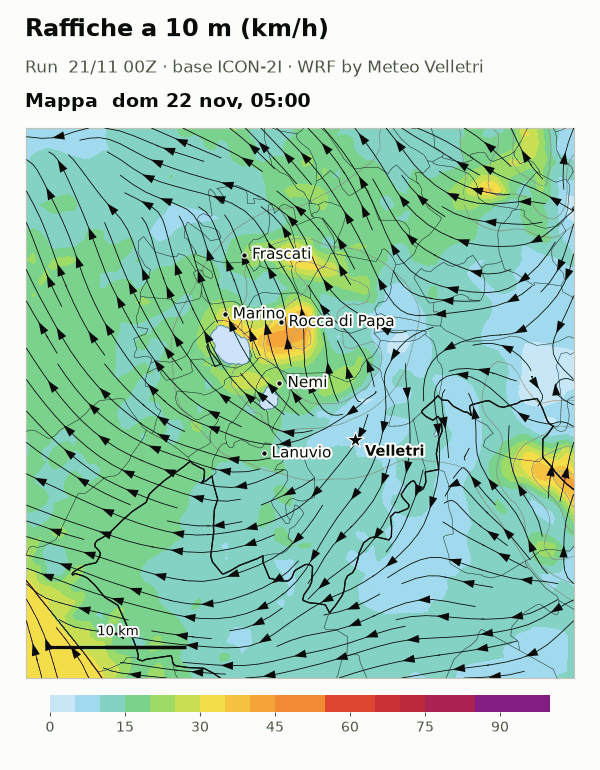 Raffiche a 10 m (km/h)
Run  21/11 00Z · base ICON-2I · WRF by Meteo Velletri
Mappa  dom 22 nov, 05:00
Frascati
Marino
Rocca di Papa
Nemi
Velletri
Lanuvio
10 km
0 15 30 45 60 75 90